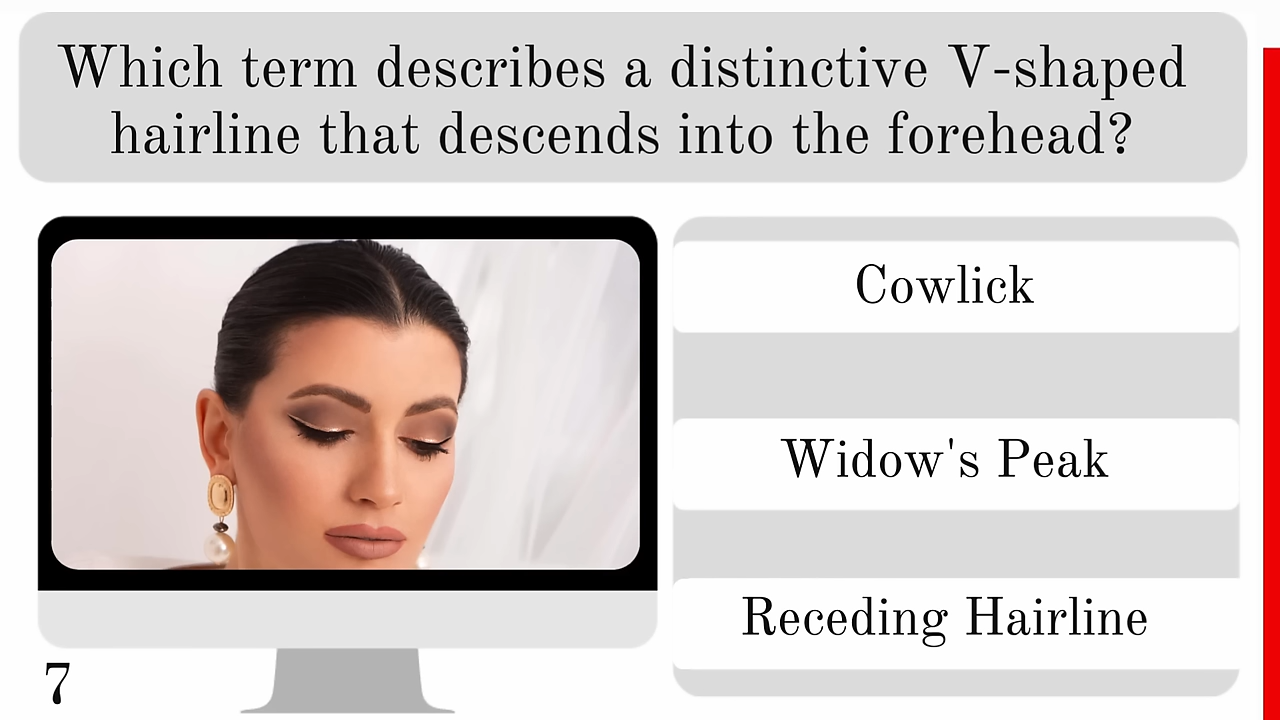 Which term describes a distinctive V-shaped
hairline that descends into the forehead?
Cowlick
Widow's Peak
Receding Hairline
7